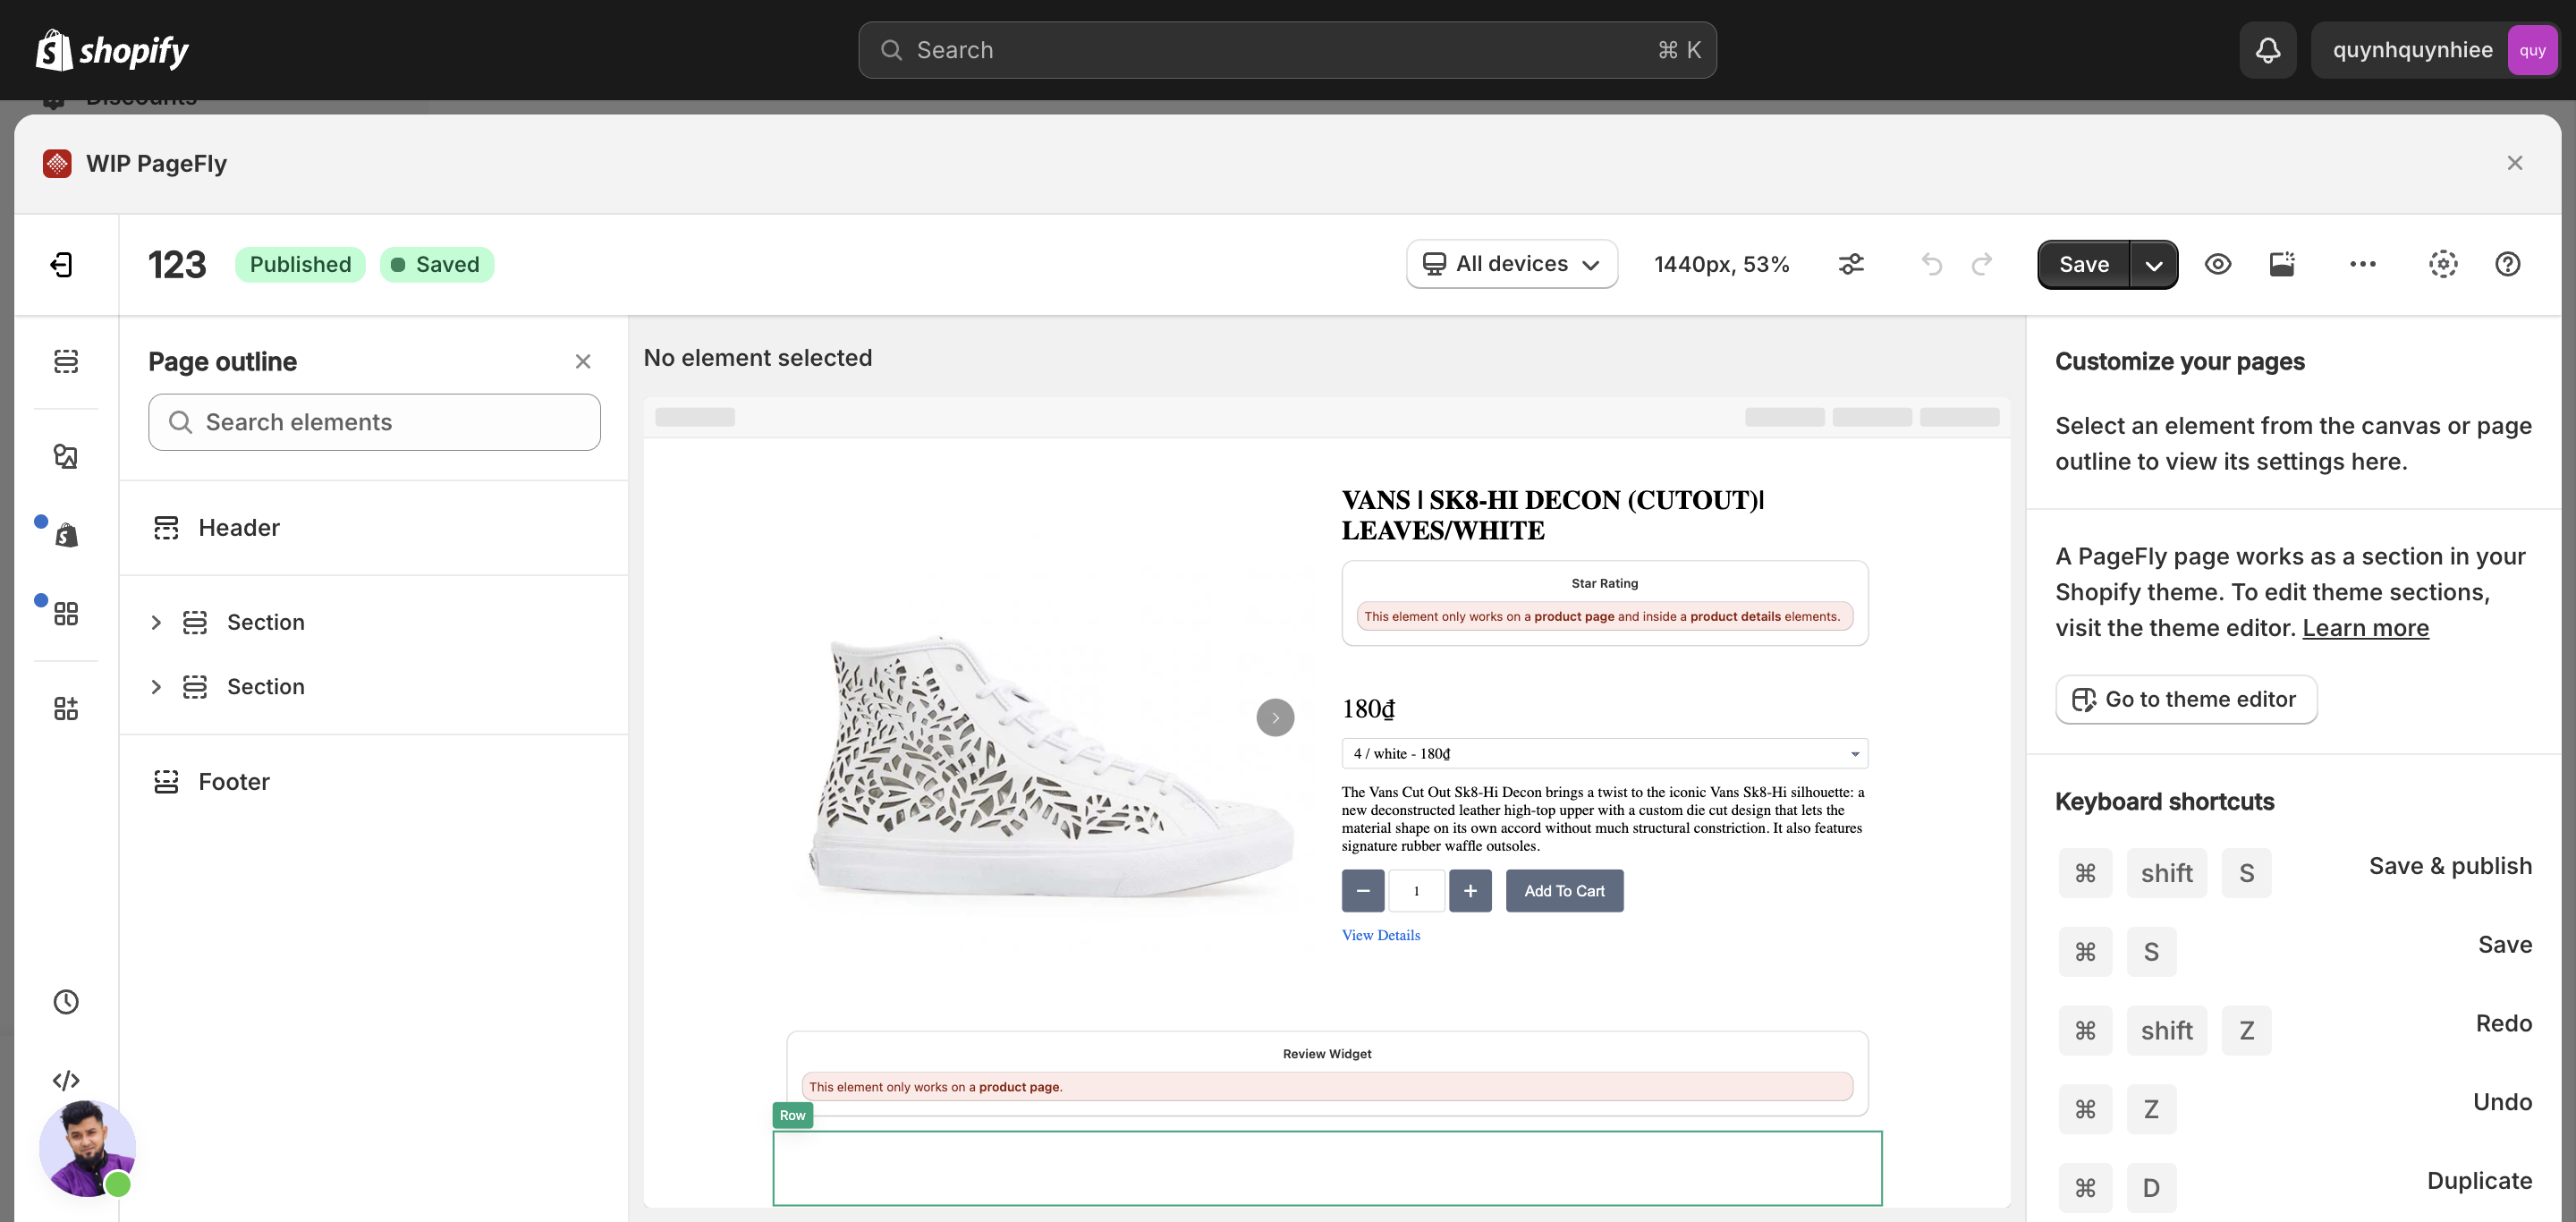 shopify
Search
⌘ K
quynhquynhiee
quy
Discounts
WIP PageFly
123
Published
Saved
All devices
1440px, 53%
Save
Page outline
Search elements
Header
Section
Section
Footer
No element selected
VANS | SK8-HI DECON (CUTOUT)|
LEAVES/WHITE
Star Rating
This element only works on a product page and inside a product details elements.
180₫
4 / white - 180₫
The Vans Cut Out Sk8-Hi Decon brings a twist to the iconic Vans Sk8-Hi silhouette: a
new deconstructed leather high-top upper with a custom die cut design that lets the
material shape on its own accord without much structural constriction. It also features
signature rubber waffle outsoles.
1
Add To Cart
View Details
Review Widget
This element only works on a product page.
Row
Customize your pages
Select an element from the canvas or page
outline to view its settings here.
A PageFly page works as a section in your
Shopify theme. To edit theme sections,
visit the theme editor. Learn more
Go to theme editor
Keyboard shortcuts
⌘ shift S Save & publish
⌘ S Save
⌘ shift Z Redo
⌘ Z Undo
⌘ D Duplicate